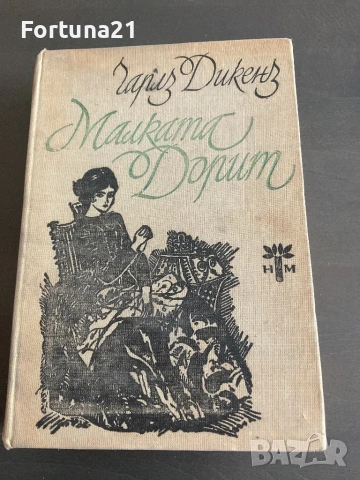 Fortuna21
Чарлз Дикенз
Малката
Дорит
НМ
BAZAR